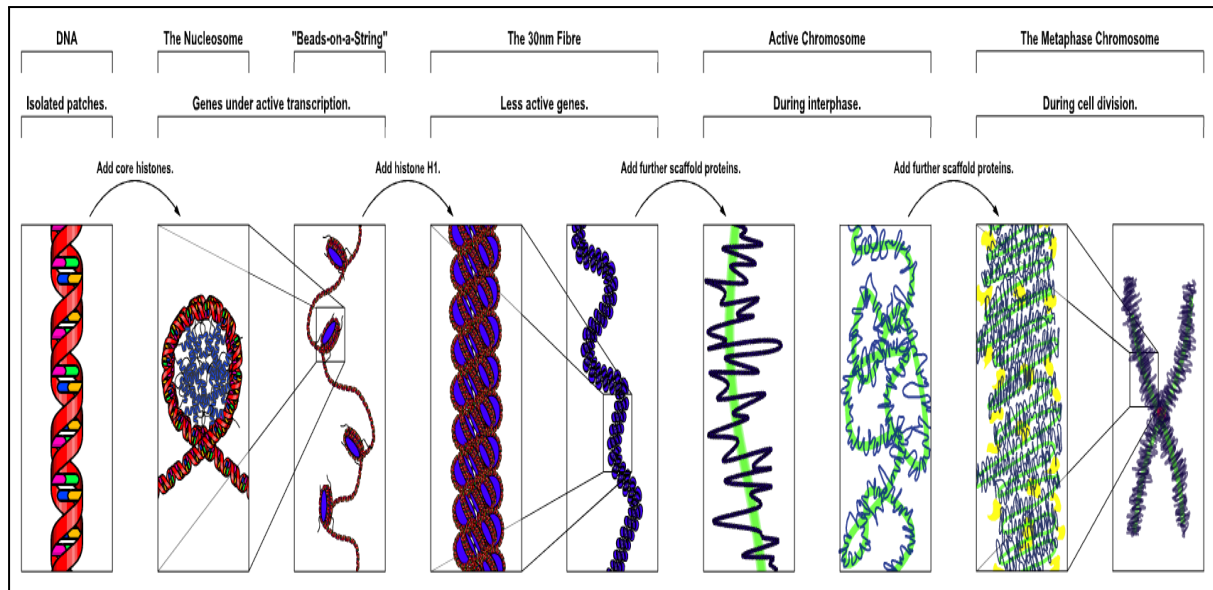 DNA
The Nucleosome
"Beads-on-a-String"
The 30nm Fibre
Active Chromosome
The Metaphase Chromosome
Isolated patches.
Genes under active transcription.
Less active genes.
During interphase.
During cell division.
Add core histones.
Add histone H1.
Add further scaffold proteins.
Add further scaffold proteins.